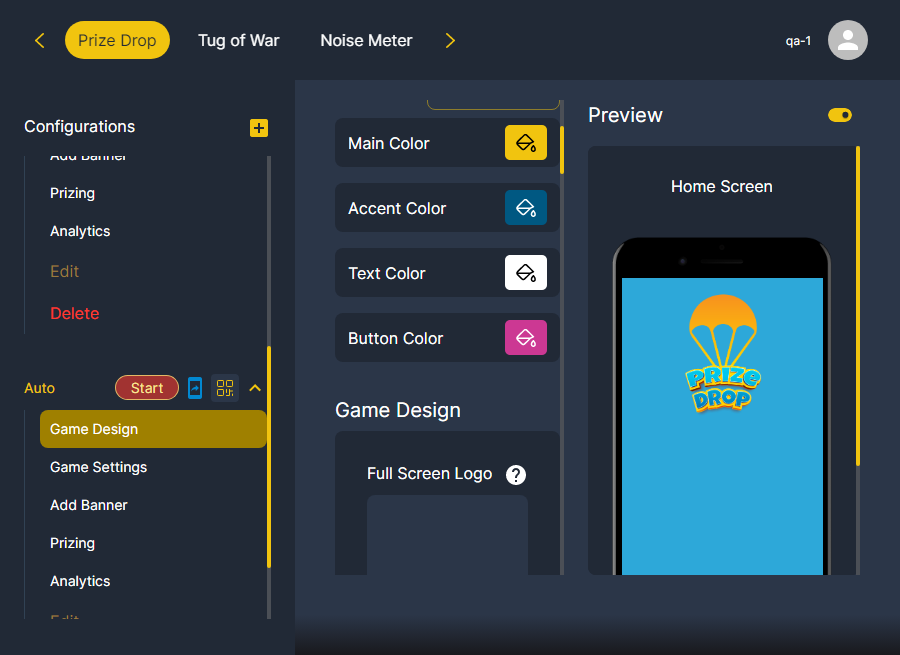 Prize Drop
Tug of War
Noise Meter
qa-1
Configurations
Add Banner
Prizing
Analytics
Edit
Delete
Auto
Start
Game Design
Game Settings
Add Banner
Prizing
Analytics
Edit
Main Color
Accent Color
Text Color
Button Color
Game Design
Full Screen Logo ?
Preview
Home Screen
PRIZE
DROP